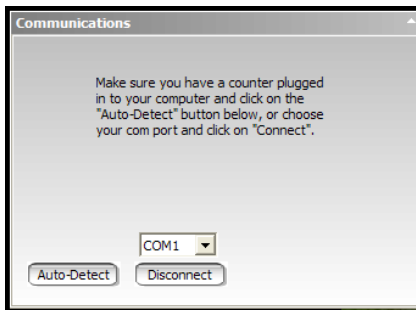 Communications
Make sure you have a counter plugged
in to your computer and click on the
"Auto-Detect" button below, or choose
your com port and click on "Connect".
COM1
Auto-Detect
Disconnect